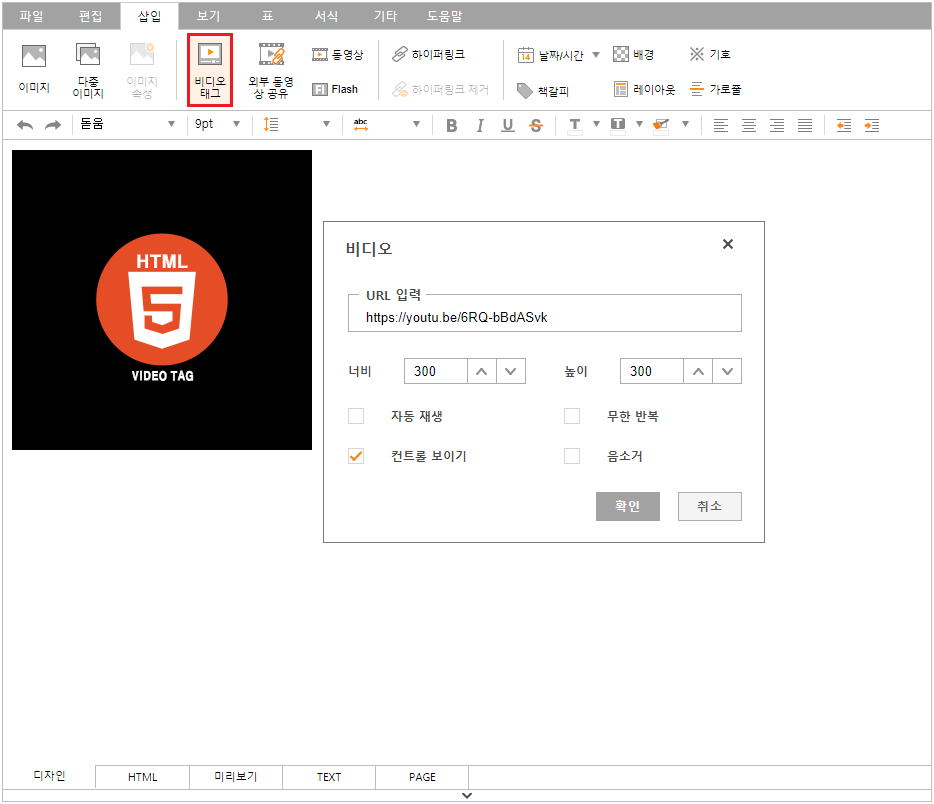 파일 편집 삽입 보기 표 서식 기타 도움말
이미지
다중
이미지
이미지
속성
비디오
태그
외부 동영
상 공유
동영상
Flash
하이퍼링크
하이퍼링크 제거
14 날짜/시간
책갈피
배경
레이아웃
기호
가로줄
돋움 9pt abc B I U S T T
HTML
5
VIDEO TAG
비디오
URL 입력
https://youtu.be/6RQ-bBdASvk
너비 300 높이 300
자동 재생 무한 반복
컨트롤 보이기 음소거
확인 취소
디자인 HTML 미리보기 TEXT PAGE